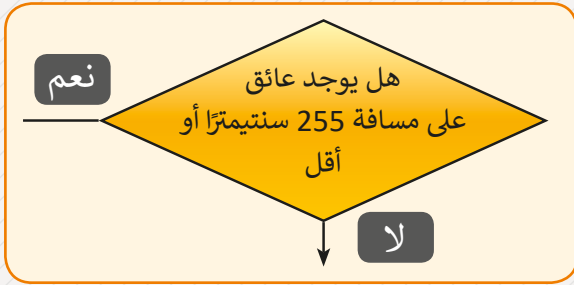 نعم
هل يوجد عائق
على مسافة 255 سنتيمترًا أو
أقل
لا